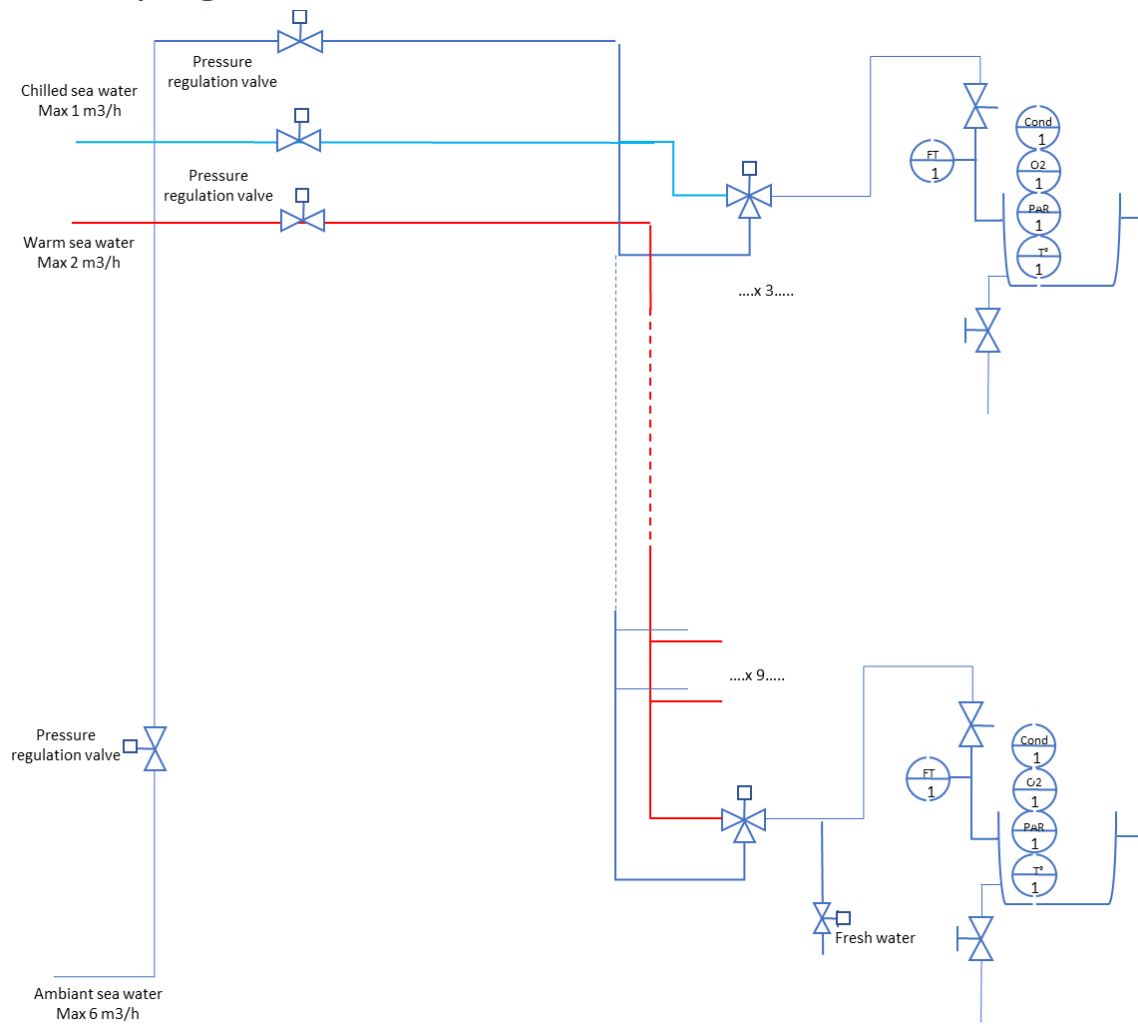 Pressure
regulation valve
Chilled sea water
Max 1 m3/h
Pressure
regulation valve
Warm sea water
Max 2 m3/h
Cond
1
FT
1
O2
1
PAR
1
T°
1
....x 3.....
....x 9.....
Pressure
regulation valve
Cond
1
FT
1
O2
1
PAR
1
T°
1
Fresh water
Ambiant sea water
Max 6 m3/h